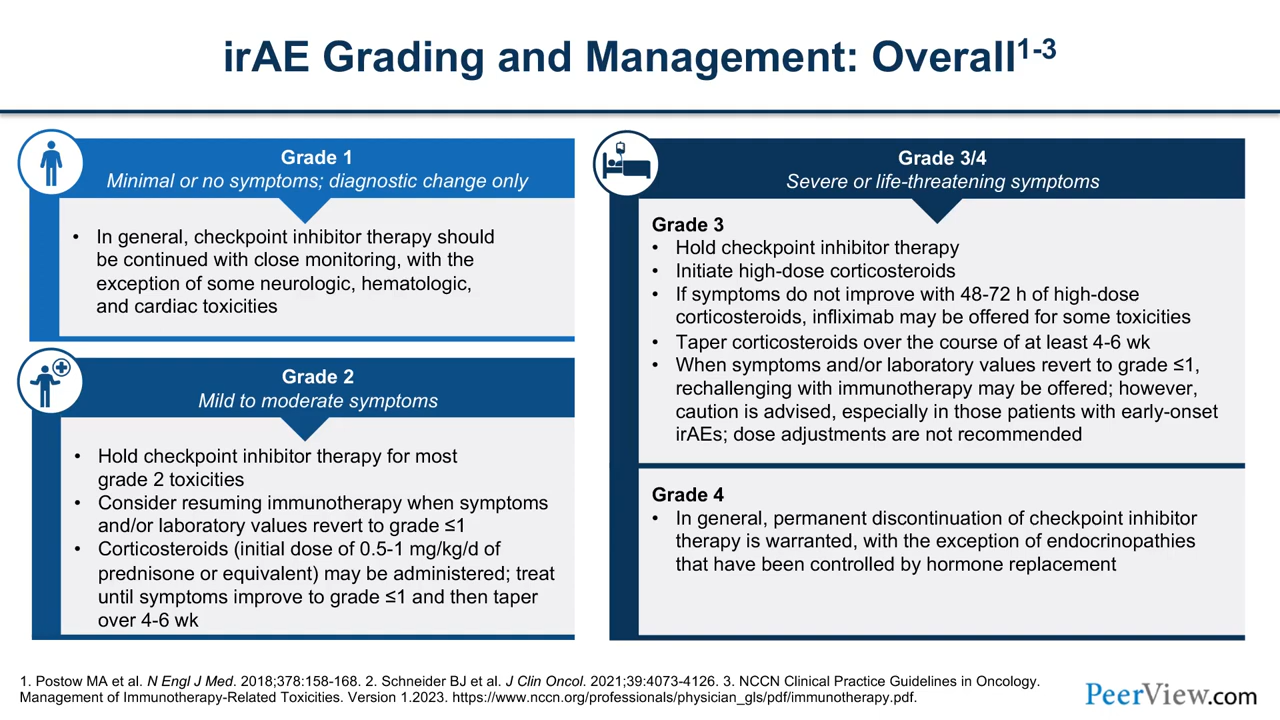 irAE Grading and Management: Overall1-3
Grade 1
Minimal or no symptoms; diagnostic change only
• In general, checkpoint inhibitor therapy should
be continued with close monitoring, with the
exception of some neurologic, hematologic,
and cardiac toxicities
Grade 2
Mild to moderate symptoms
• Hold checkpoint inhibitor therapy for most
grade 2 toxicities
• Consider resuming immunotherapy when symptoms
and/or laboratory values revert to grade ≤1
• Corticosteroids (initial dose of 0.5-1 mg/kg/d of
prednisone or equivalent) may be administered; treat
until symptoms improve to grade ≤1 and then taper
over 4-6 wk
Grade 3/4
Severe or life-threatening symptoms
Grade 3
• Hold checkpoint inhibitor therapy
• Initiate high-dose corticosteroids
• If symptoms do not improve with 48-72 h of high-dose
corticosteroids, infliximab may be offered for some toxicities
• Taper corticosteroids over the course of at least 4-6 wk
• When symptoms and/or laboratory values revert to grade ≤1,
rechallenging with immunotherapy may be offered; however,
caution is advised, especially in those patients with early-onset
irAEs; dose adjustments are not recommended
Grade 4
• In general, permanent discontinuation of checkpoint inhibitor
therapy is warranted, with the exception of endocrinopathies
that have been controlled by hormone replacement
1. Postow MA et al. N Engl J Med. 2018;378:158-168. 2. Schneider BJ et al. J Clin Oncol. 2021;39:4073-4126. 3. NCCN Clinical Practice Guidelines in Oncology.
Management of Immunotherapy-Related Toxicities. Version 1.2023. https://www.nccn.org/professionals/physician_gls/pdf/immunotherapy.pdf.
PeerView.com